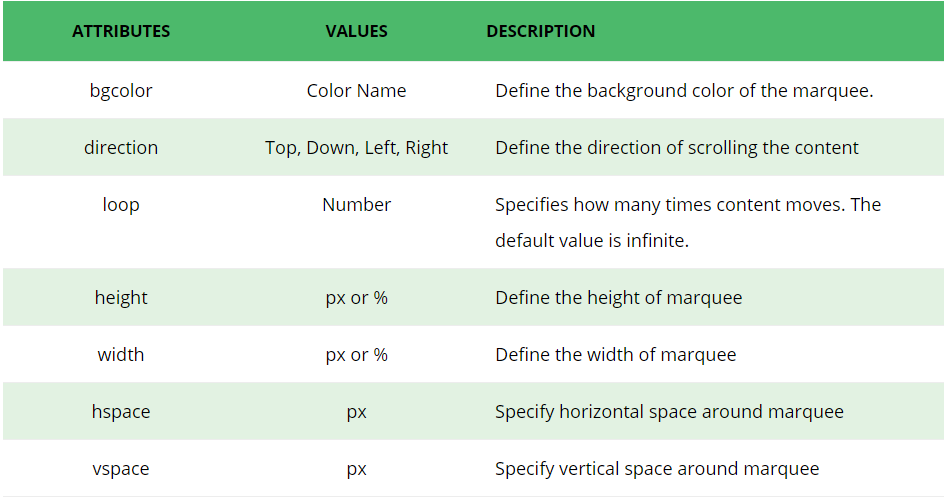 ATTRIBUTES VALUES DESCRIPTION
bgcolor Color Name Define the background color of the marquee.
direction Top, Down, Left, Right Define the direction of scrolling the content
loop Number Specifies how many times content moves. The
default value is infinite.
height px or % Define the height of marquee
width px or % Define the width of marquee
hspace px Specify horizontal space around marquee
vspace px Specify vertical space around marquee